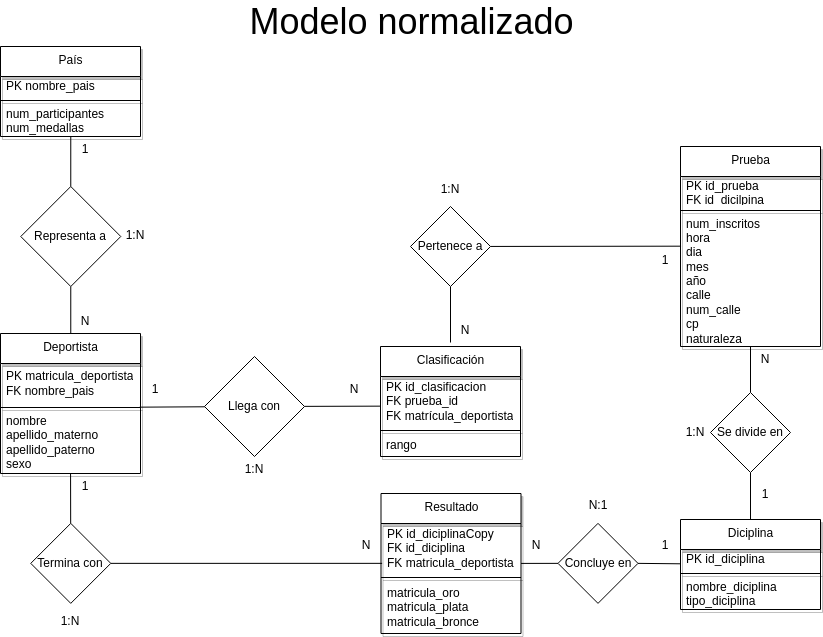 Modelo normalizado
País
PK nombre_pais
num_participantes
num_medallas
1
Representa a
1:N
N
Deportista
PK matricula_deportista
FK nombre_pais
nombre
apellido_materno
apellido_paterno
sexo
1
Llega con
1:N
N
1
Termina con
1:N
N
1:N
Pertenece a
1
N
Clasificación
PK id_clasificacion
FK prueba_id
FK matrícula_deportista
rango
Resultado
PK id_diciplinaCopy
FK id_diciplina
FK matricula_deportista
matricula_oro
matricula_plata
matricula_bronce
N
N:1
Concluye en
1
Prueba
PK id_prueba
FK id_dicilpina
num_inscritos
hora
dia
mes
año
calle
num_calle
cp
naturaleza
N
1:N
Se divide en
1
Diciplina
PK id_diciplina
nombre_diciplina
tipo_diciplina